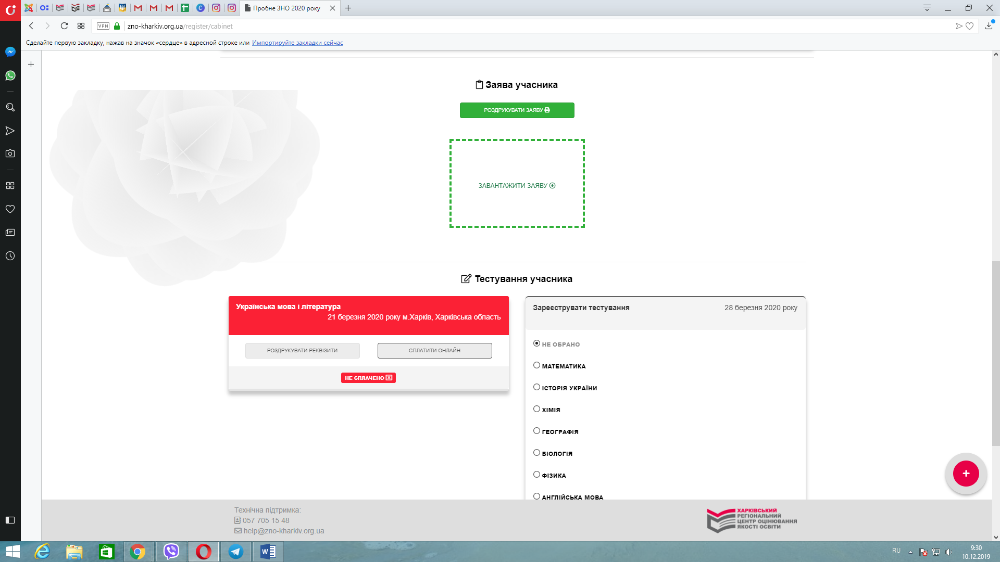 Пробне ЗНО 2020 року
VPN
zno-kharkiv.org.ua/register/cabinet
Сделайте первую закладку, нажав на значок «сердце» в адресной строке или Импортируйте закладки сейчас
Заява учасника
РОЗДРУКУВАТИ ЗАЯВУ
ЗАВАНТАЖИТИ ЗАЯВУ
Тестування учасника
Українська мова і література
21 березня 2020 року м.Харків, Харківська область
РОЗДРУКУВАТИ РЕКВІЗИТИ
СПЛАТИТИ ОНЛАЙН
НЕ СПЛАЧЕНО
Зареєструвати тестування
28 березня 2020 року
НЕ ОБРАНО
МАТЕМАТИКА
ІСТОРІЯ УКРАЇНИ
ХІМІЯ
ГЕОГРАФІЯ
БІОЛОГІЯ
ФІЗИКА
АНГЛІЙСЬКА МОВА
Технічна підтримка:
057 705 15 48
help@zno-kharkiv.org.ua
ХАРКІВСЬКИЙ
РЕГІОНАЛЬНИЙ
ЦЕНТР ОЦІНЮВАННЯ
ЯКОСТІ ОСВІТИ
RU
9:30
10.12.2019